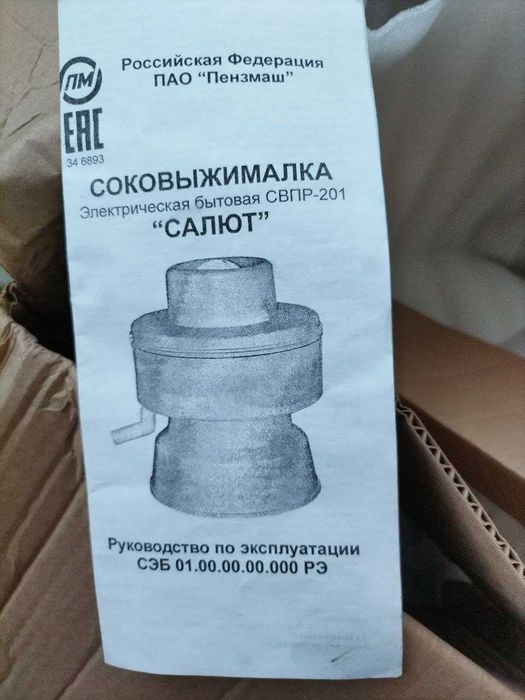 Российская Федерация
ПАО "Пензмаш"
ПМ
ЕАС
34 6893
СОКОВЫЖИМАЛКА
Электрическая бытовая СВПР-201
"САЛЮТ"
Руководство по эксплуатации
СЭБ 01.00.00.00.000 РЭ